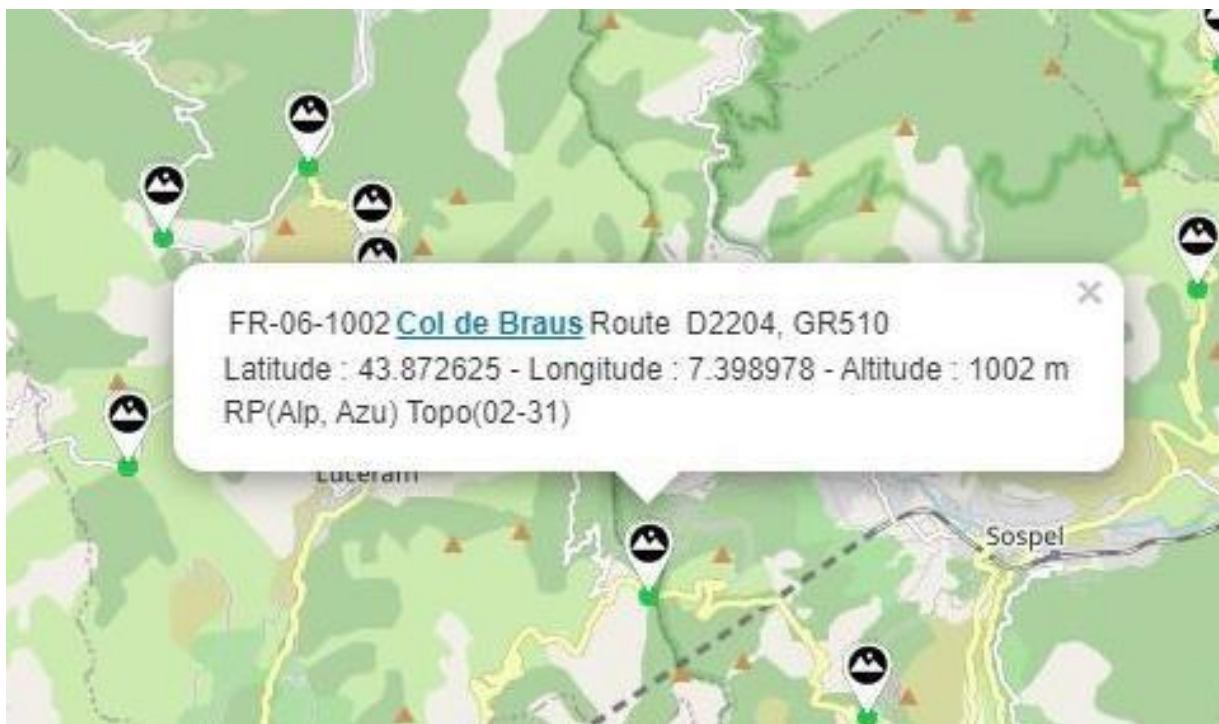 FR-06-1002 Col de Braus Route D2204, GR510
Latitude : 43.872625 - Longitude : 7.398978 - Altitude : 1002 m
RP(Alp, Azu) Topo(02-31)
Lucéram
Sospel